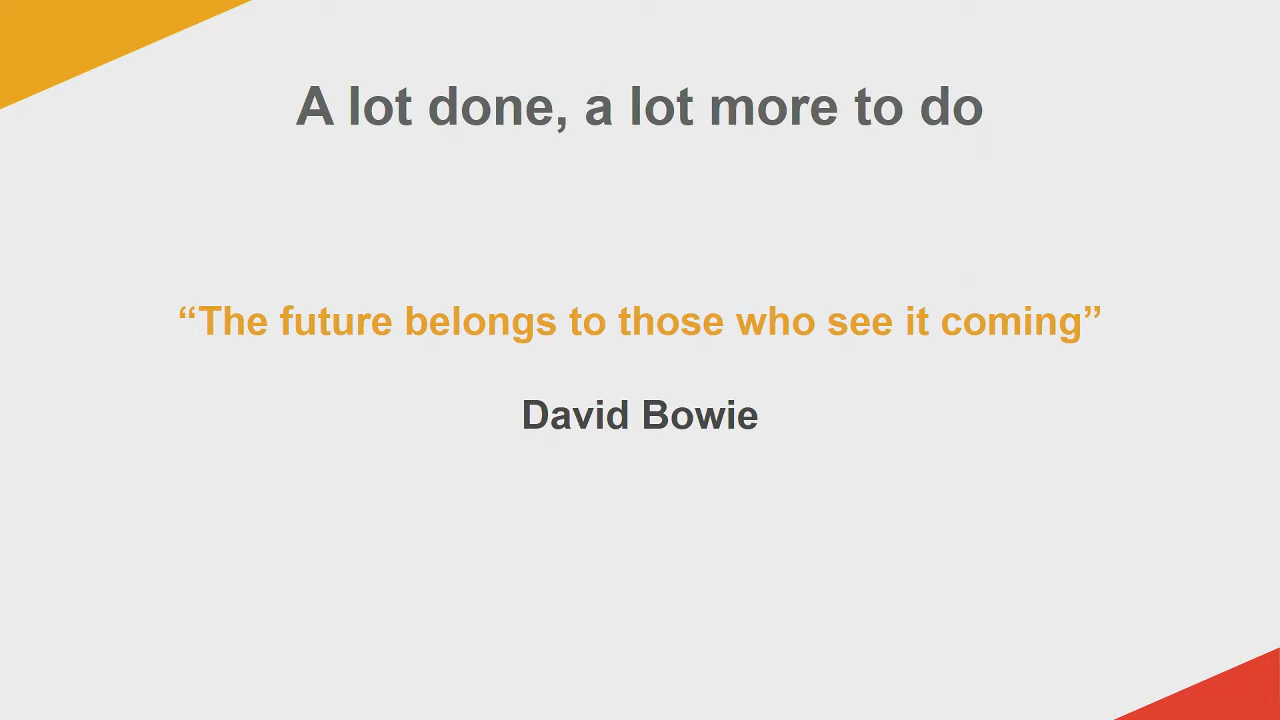 A lot done, a lot more to do
“The future belongs to those who see it coming”
David Bowie